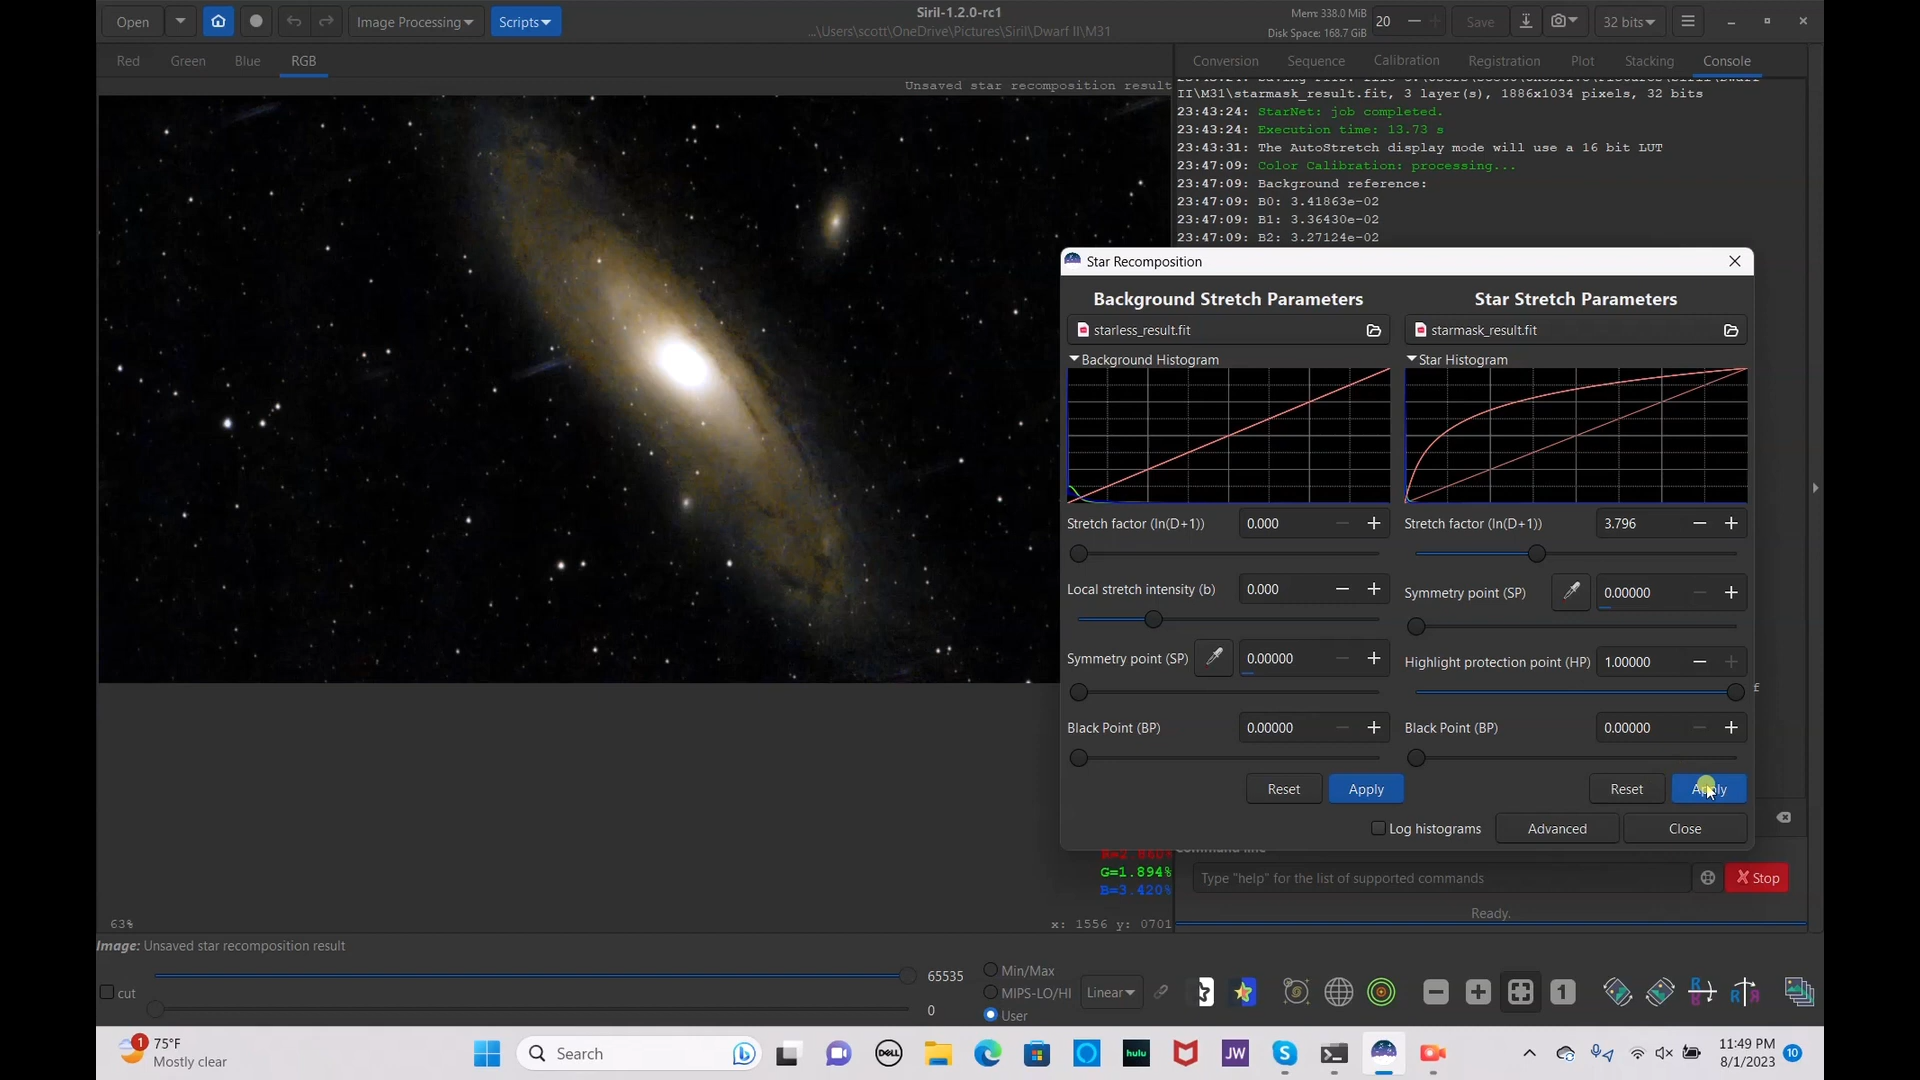 Open
Image Processing
Scripts
Siril-1.2.0-rc1
..\Users\scott\OneDrive\Pictures\Siril\Dwarf II\M31
Mem: 338.0 MiB
Disk Space: 168.7 GiB
20
Save
32 bits
Red
Green
Blue
RGB
Conversion
Sequence
Calibration
Registration
Plot
Stacking
Console
Unsaved star recomposition result
II\M31\starmask_result.fit, 3 layer(s), 1886x1034 pixels, 32 bits
23:43:24: StarNet: job completed.
23:43:24: Execution time: 13.73 s
23:43:31: The AutoStretch display mode will use a 16 bit LUT
23:47:09: Color Calibration: processing...
23:47:09: Background reference:
23:47:09: B0: 3.41863e-02
23:47:09: B1: 3.36430e-02
23:47:09: B2: 3.27124e-02
Star Recomposition
Background Stretch Parameters
Star Stretch Parameters
starless_result.fit
starmask_result.fit
Background Histogram
Star Histogram
Stretch factor (ln(D+1))
0.000
Stretch factor (ln(D+1))
3.796
Local stretch intensity (b)
0.000
Symmetry point (SP)
0.00000
Symmetry point (SP)
0.00000
Highlight protection point (HP)
1.00000
Black Point (BP)
0.00000
Black Point (BP)
0.00000
Reset
Apply
Reset
Apply
Log histograms
Advanced
Close
R=2.860%
G=1.894%
B=3.420%
Command line
Type "help" for the list of supported commands
Stop
Ready.
63%
x: 1556 y: 0701
Image: Unsaved star recomposition result
65535
cut
0
Min/Max
MIPS-LO/HI
User
Linear
1
1
75°F
Mostly clear
Search
DELL
hulu
JW
11:49 PM
8/1/2023
10